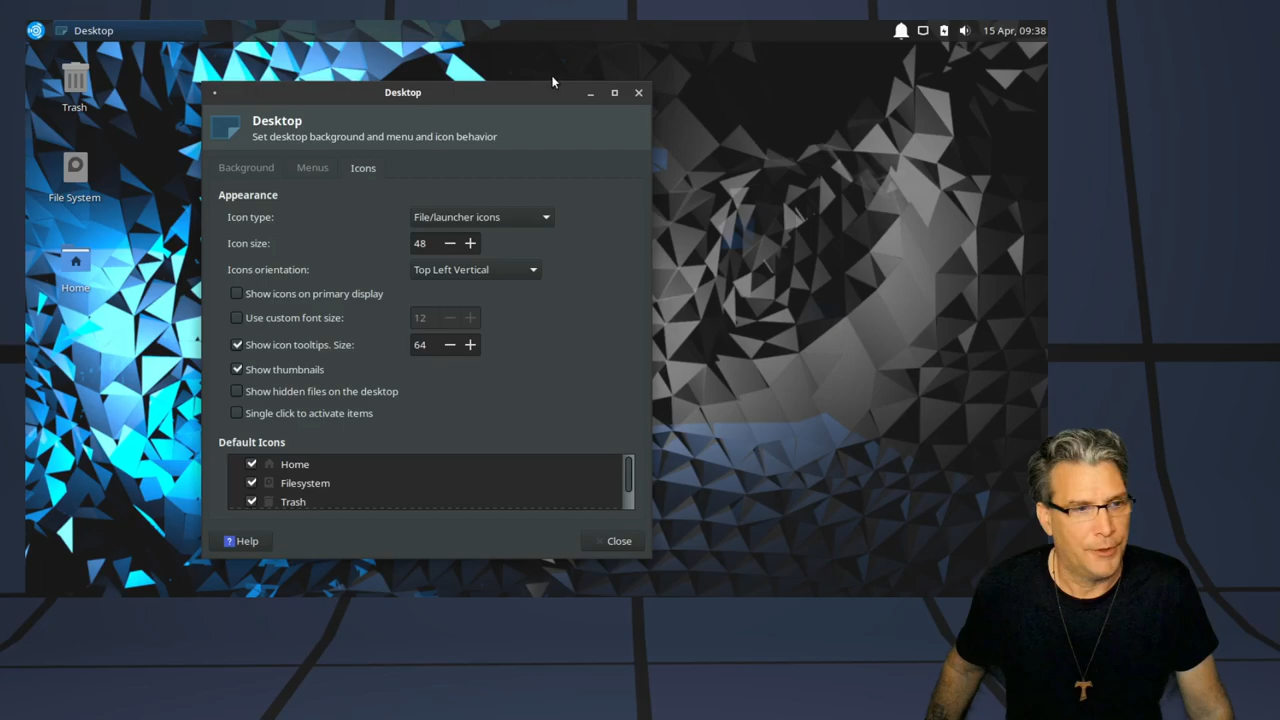 Desktop
15 Apr, 09:38
Trash
File System
Home
Desktop
Desktop
Set desktop background and menu and icon behavior
Background Menus Icons
Appearance
Icon type: File/launcher icons
Icon size: 48
Icons orientation: Top Left Vertical
Show icons on primary display
Use custom font size: 12
Show icon tooltips. Size: 64
Show thumbnails
Show hidden files on the desktop
Single click to activate items
Default Icons
Home
Filesystem
Trash
? Help
Close